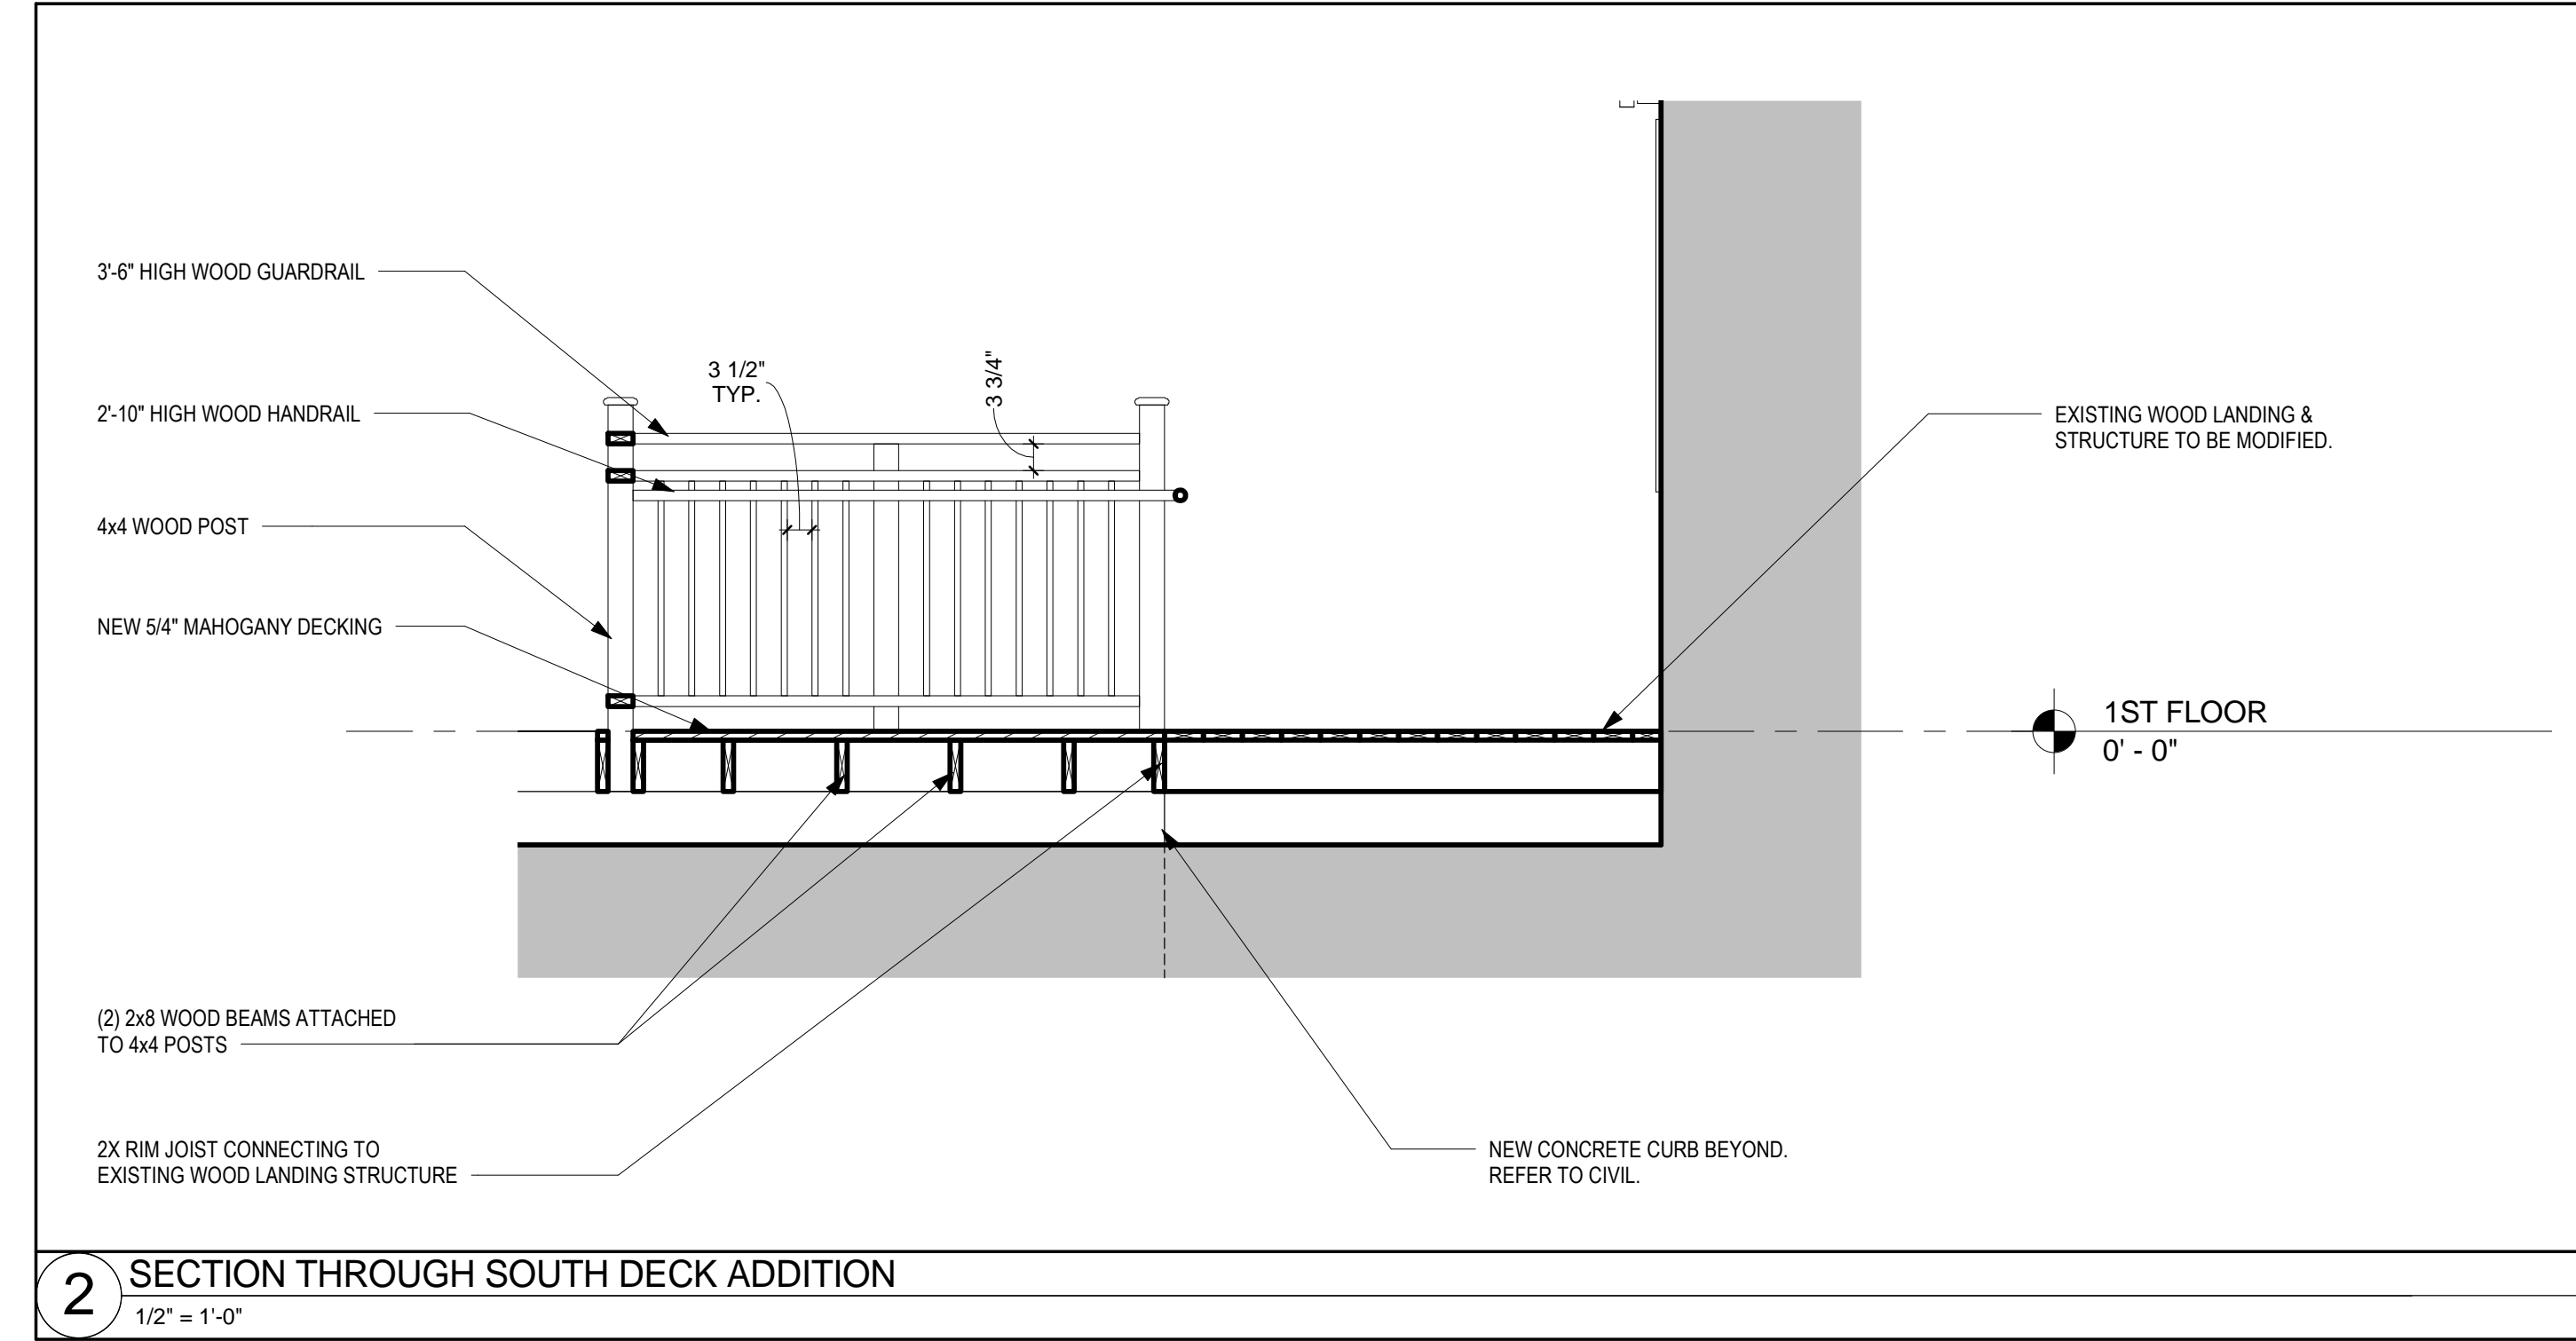 3'-6" HIGH WOOD GUARDRAIL
3 1/2"
TYP.
3 3/4"
2'-10" HIGH WOOD HANDRAIL
EXISTING WOOD LANDING &
STRUCTURE TO BE MODIFIED.
4x4 WOOD POST
NEW 5/4" MAHOGANY DECKING
1ST FLOOR
0' - 0"
(2) 2x8 WOOD BEAMS ATTACHED
TO 4x4 POSTS
2X RIM JOIST CONNECTING TO
EXISTING WOOD LANDING STRUCTURE
NEW CONCRETE CURB BEYOND.
REFER TO CIVIL.
2
SECTION THROUGH SOUTH DECK ADDITION
1/2" = 1'-0"